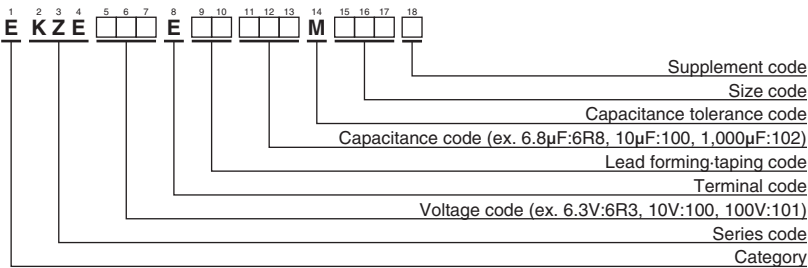 1 2 3 4 5 6 7 8 9 10 11 12 13 14 15 16 17 18
E KZE □□□ E □□ □□□ M □□□ □
Supplement code
Size code
Capacitance tolerance code
Capacitance code (ex. 6.8μF:6R8, 10μF:100, 1,000μF:102)
Lead forming·taping code
Terminal code
Voltage code (ex. 6.3V:6R3, 10V:100, 100V:101)
Series code
Category